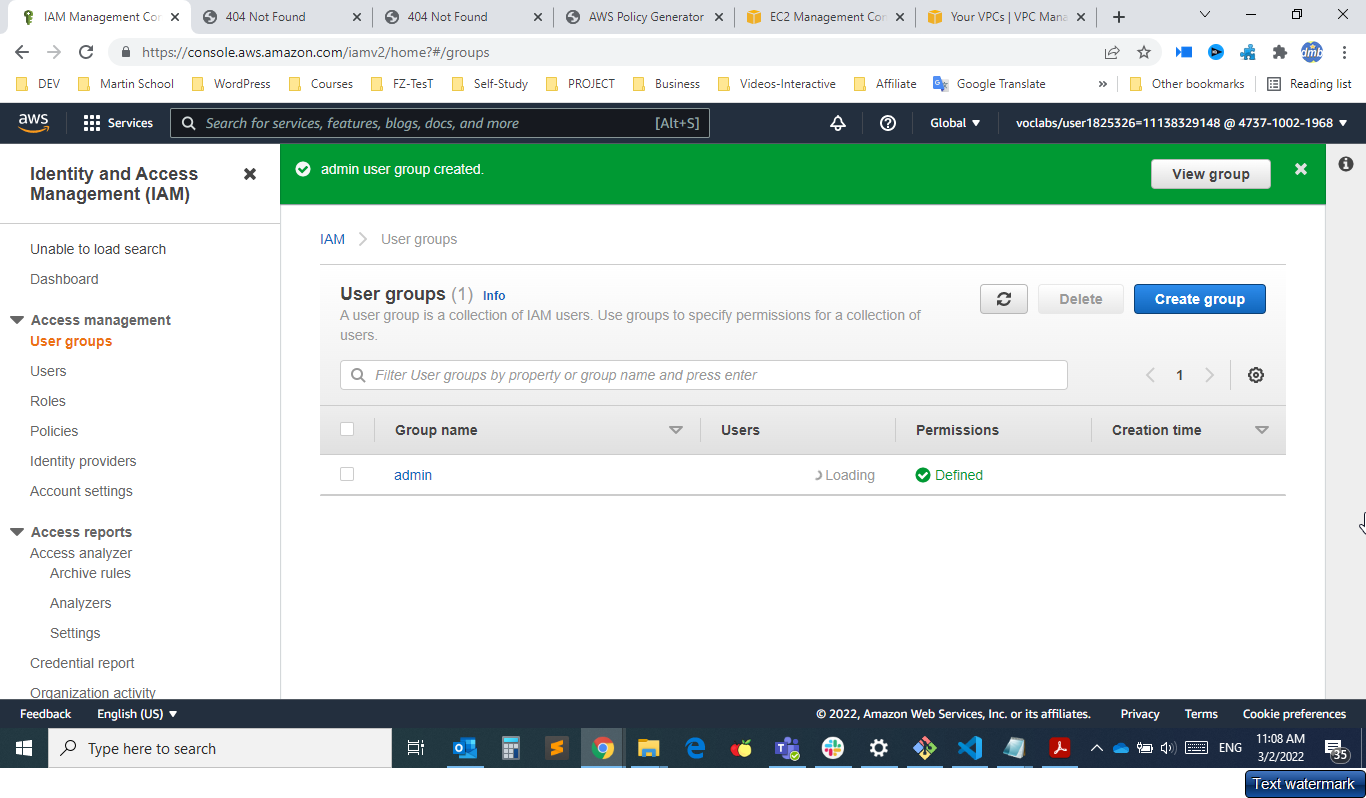 IAM Management Con
404 Not Found
404 Not Found
AWS Policy Generator
EC2 Management Con
Your VPCs | VPC Mana
https://console.aws.amazon.com/iamv2/home?#/groups
dmb
DEV
Martin School
WordPress
Courses
FZ-TesT
Self-Study
PROJECT
Business
Videos-Interactive
Affiliate
Google Translate
»
Other bookmarks
Reading list
aws
Services
Search for services, features, blogs, docs, and more [Alt+S]
Global
voclabs/user1825326=11138329148 @ 4737-1002-1968
Identity and Access
Management (IAM)
admin user group created.
View group
Unable to load search
Dashboard
Access management
User groups
Users
Roles
Policies
Identity providers
Account settings
Access reports
Access analyzer
Archive rules
Analyzers
Settings
Credential report
Organization activity
IAM
User groups
User groups (1) Info
A user group is a collection of IAM users. Use groups to specify permissions for a collection of
users.
Delete
Create group
Filter User groups by property or group name and press enter
1
Group name
Users
Permissions
Creation time
admin
Loading
Defined
Feedback
English (US)
© 2022, Amazon Web Services, Inc. or its affiliates.
Privacy
Terms
Cookie preferences
Type here to search
ENG
11:08 AM
3/2/2022
35
Text watermark